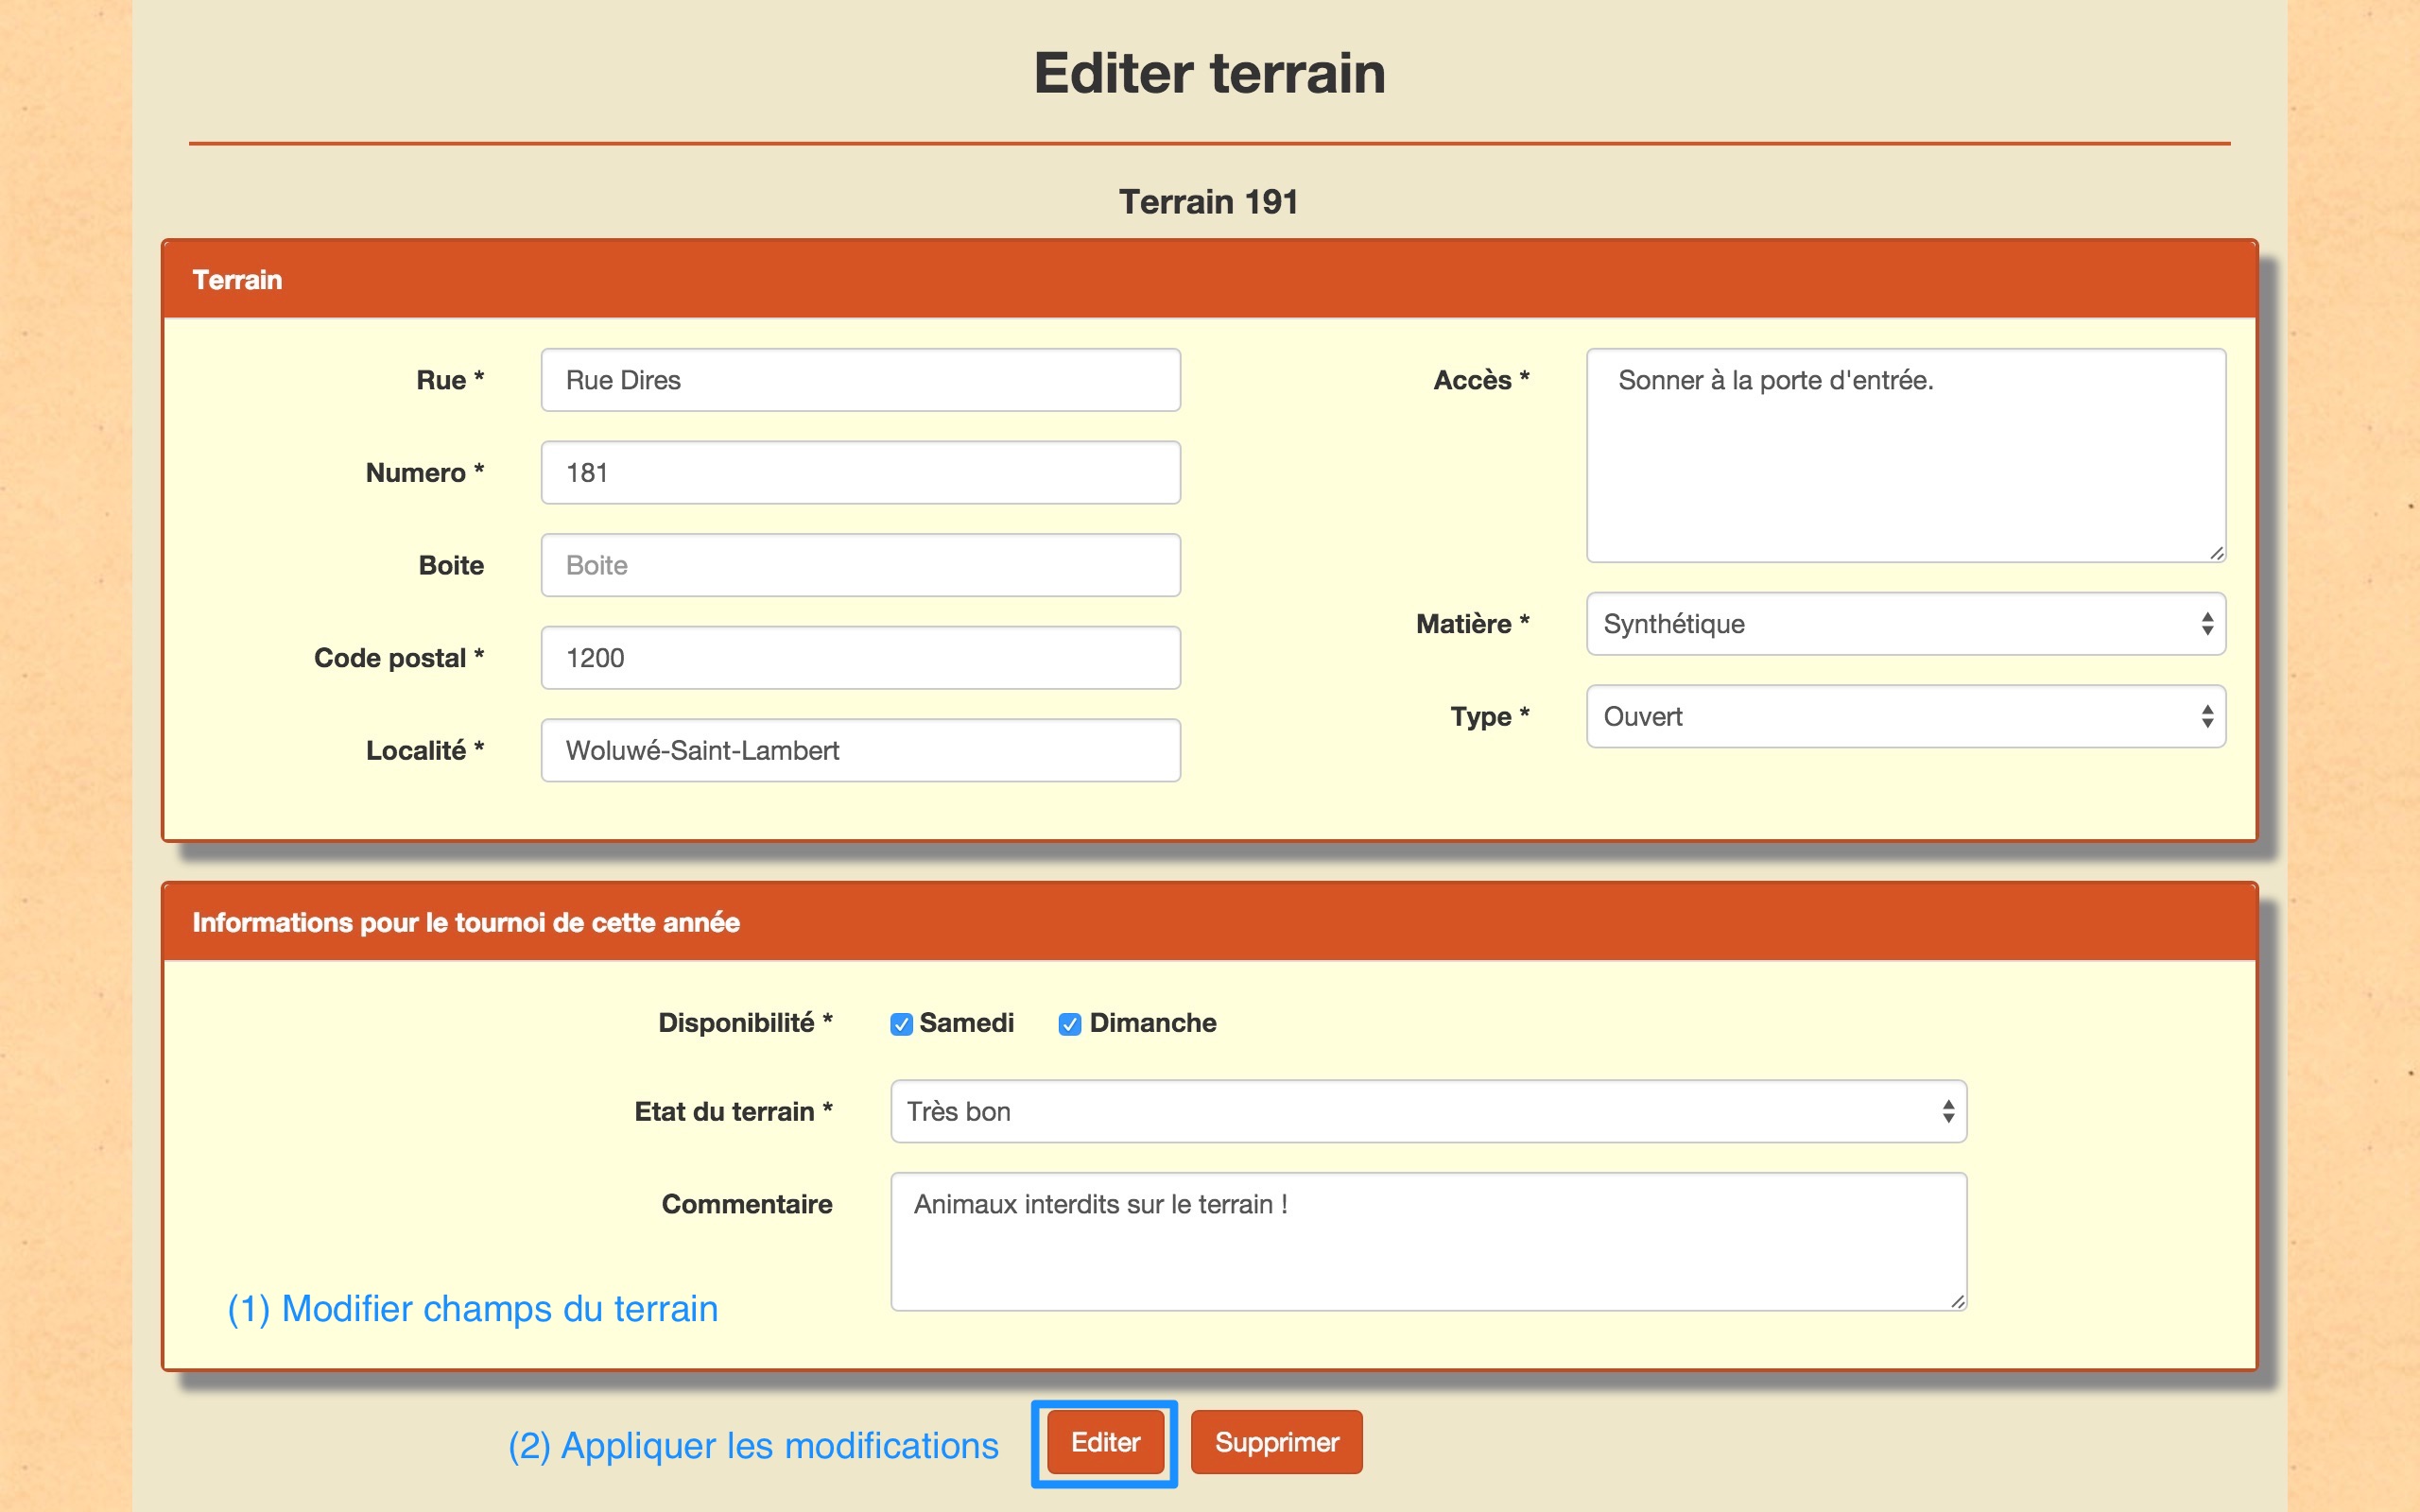 Editer terrain
Terrain 191
Terrain
Rue *
Rue Dires
Numero *
181
Boite
Boite
Code postal *
1200
Localité *
Woluwé-Saint-Lambert
Accès *
Sonner à la porte d'entrée.
Matière *
Synthétique
Type *
Ouvert
Informations pour le tournoi de cette année
Disponibilité *
Samedi
Dimanche
Etat du terrain *
Très bon
Commentaire
Animaux interdits sur le terrain !
(1) Modifier champs du terrain
(2) Appliquer les modifications
Editer
Supprimer